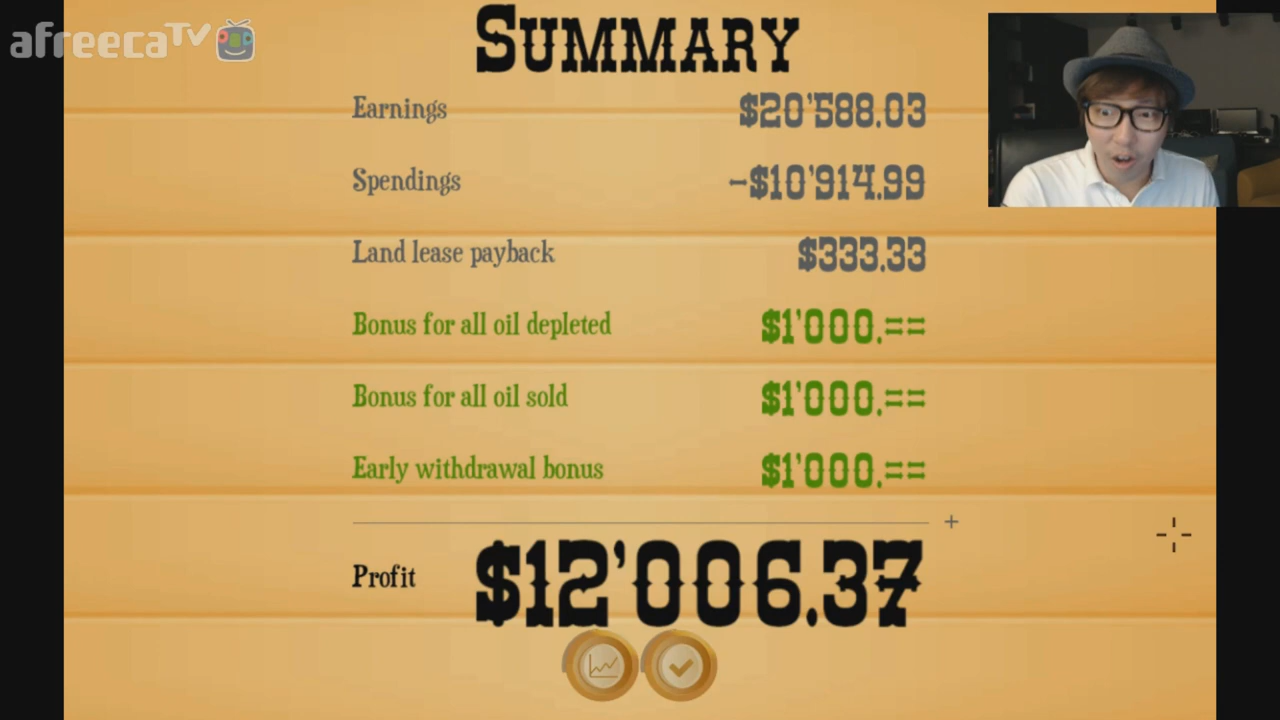 afreecaTV
SUMMARY
Earnings $20'588.03
Spendings -$10'914.99
Land lease payback $333.33
Bonus for all oil depleted $1'000.==
Bonus for all oil sold $1'000.==
Early withdrawal bonus $1'000.==
+
Profit $12'006.37